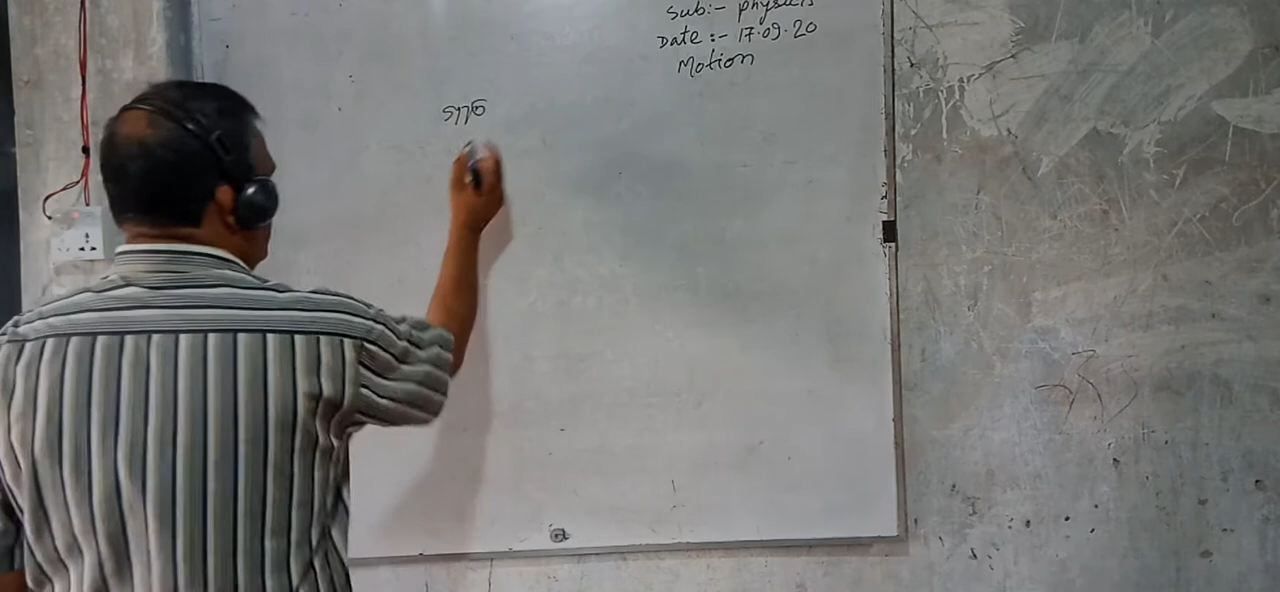 Sub:- physics
Date :- 17.09.20
Motion